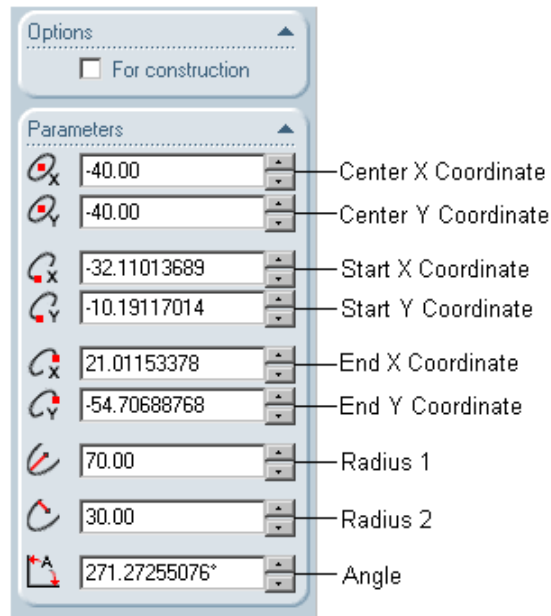 Options
For construction
Parameters
X -40.00 Center X Coordinate
Y -40.00 Center Y Coordinate
X -32.11013689 Start X Coordinate
Y -10.19117014 Start Y Coordinate
X 21.01153378 End X Coordinate
Y -54.70688768 End Y Coordinate
70.00 Radius 1
30.00 Radius 2
A 271.27255076° Angle